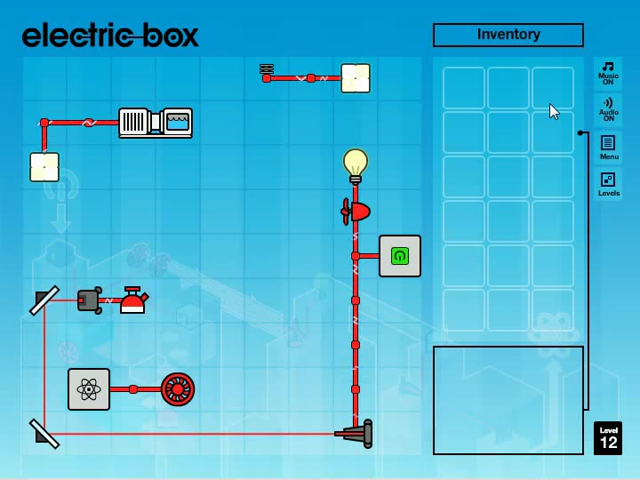 electric box
Inventory
Music
ON
Audio
ON
Menu
Levels
Level
12